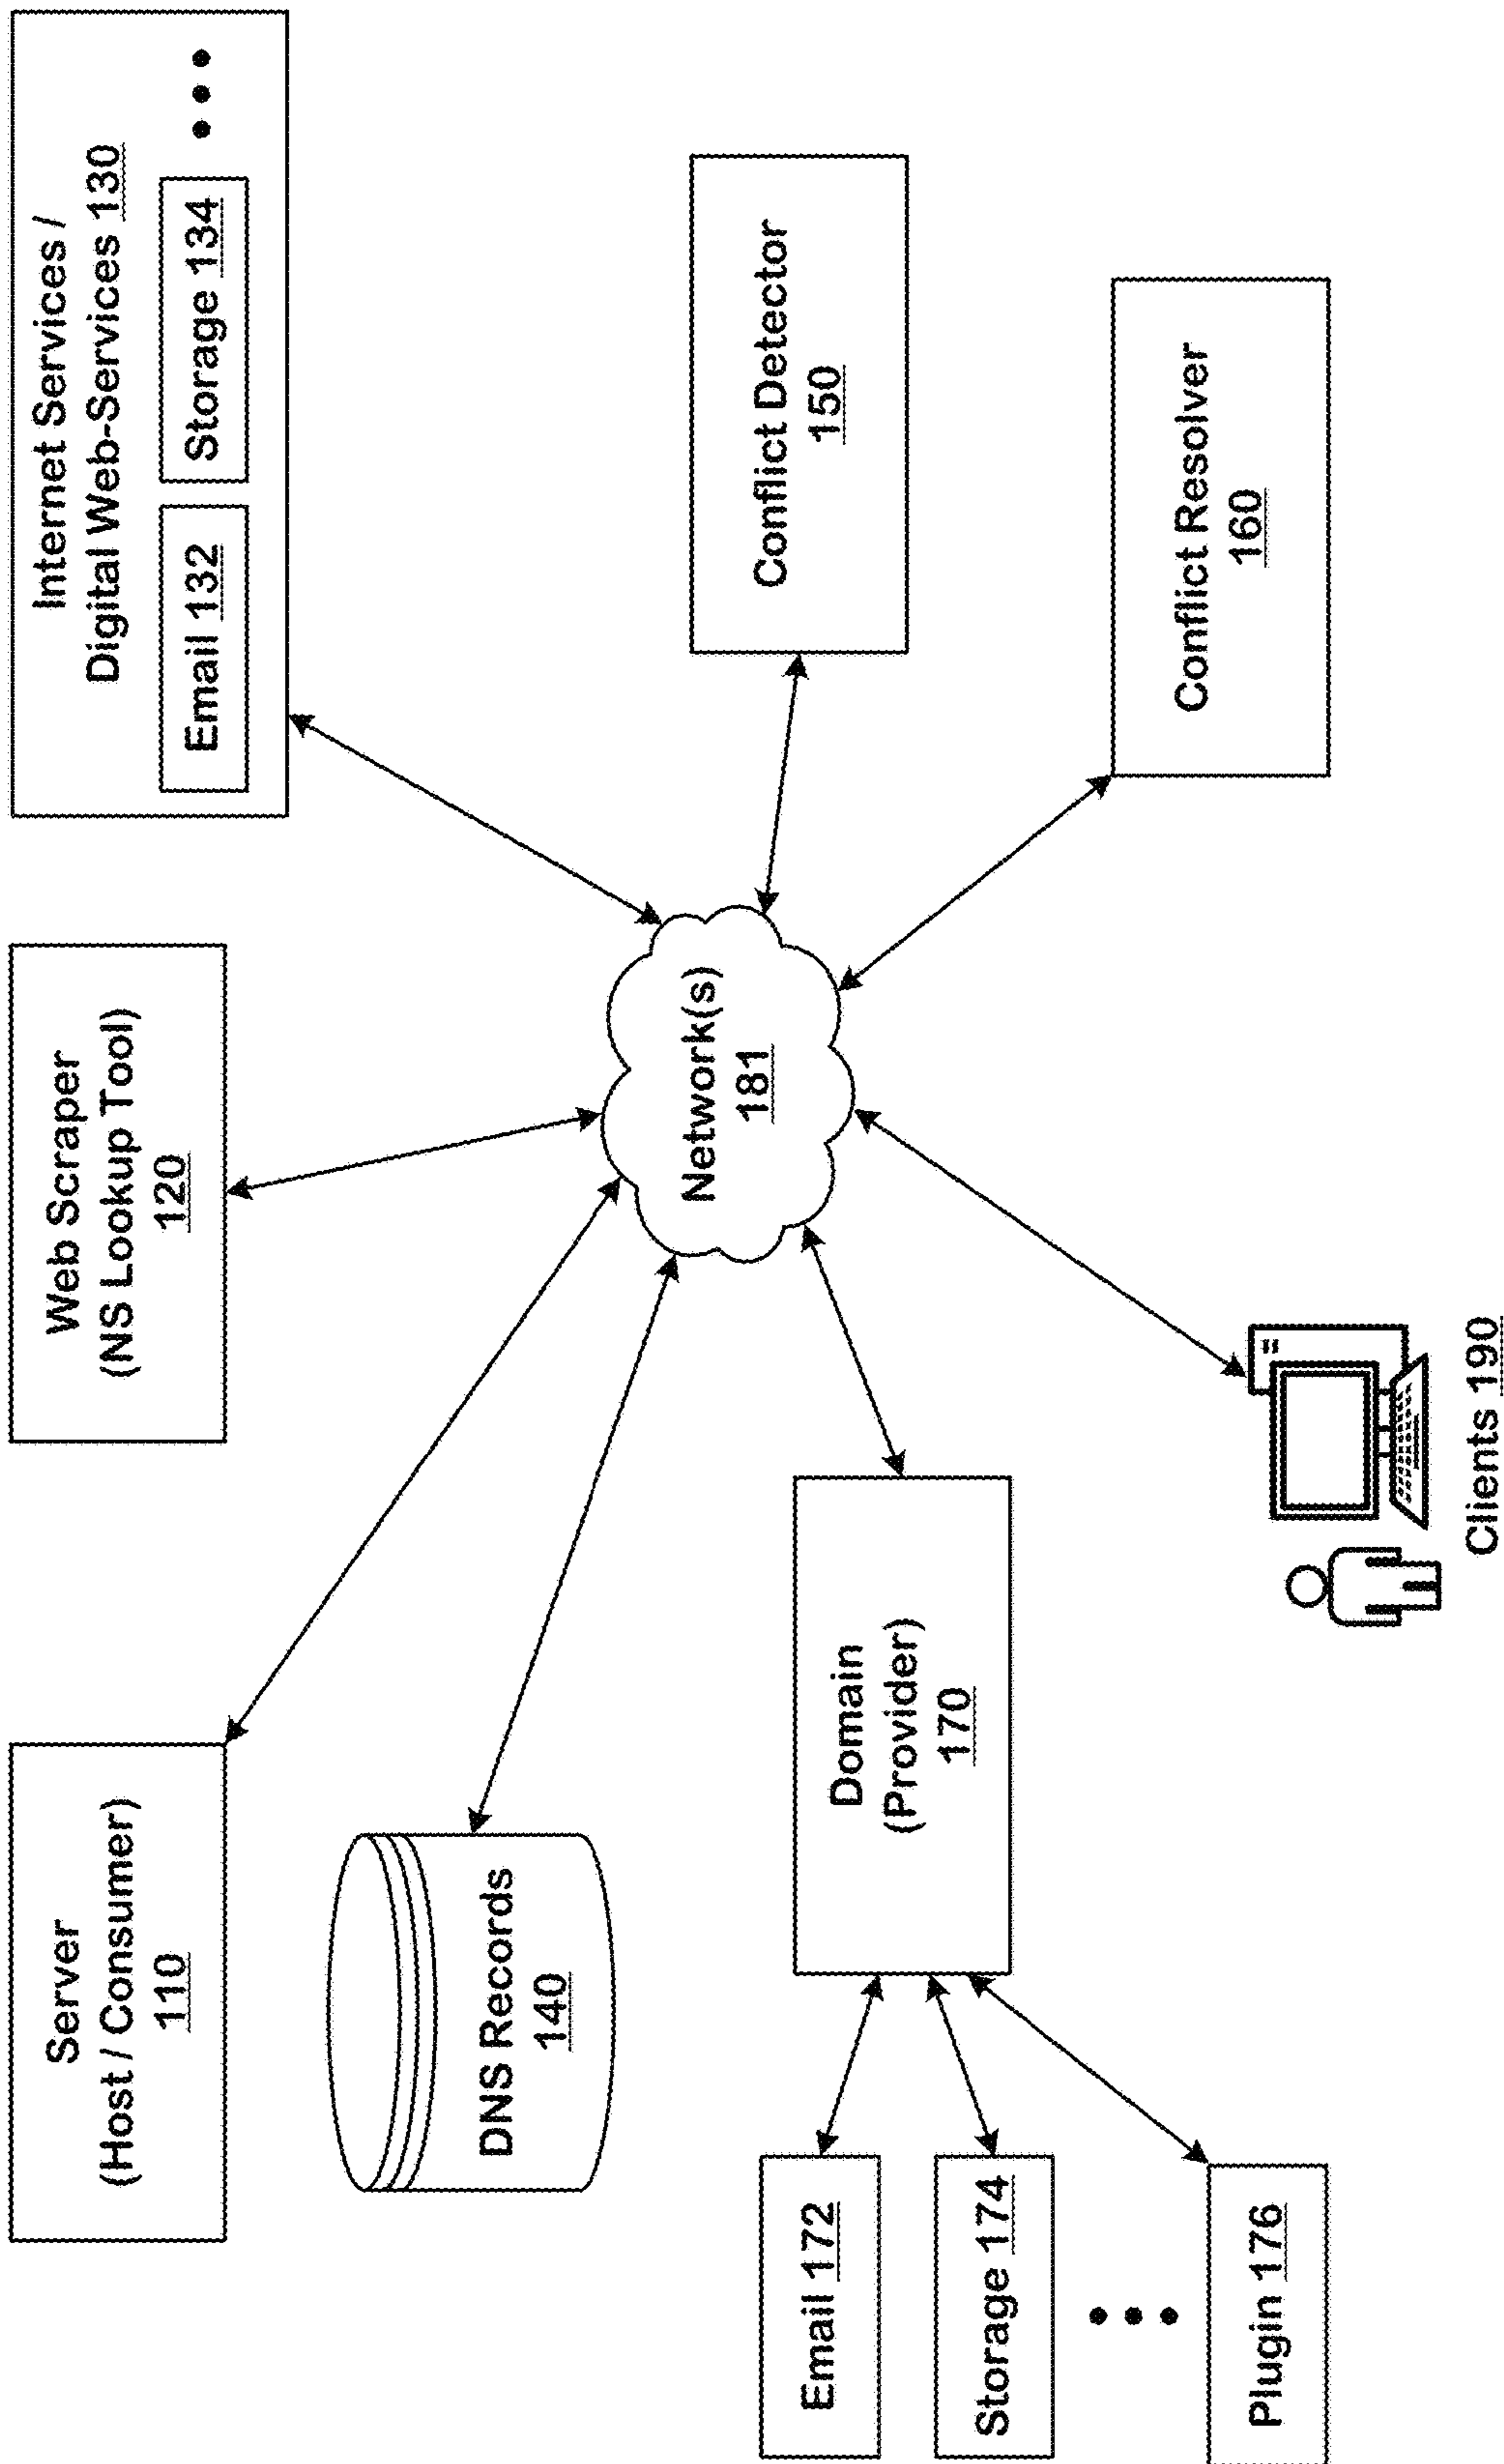 Server
(Host / Consumer)
110
Web Scraper
(NS Lookup Tool)
120
Internet Services /
Digital Web-Services 130
Email 132
Storage 134
DNS Records
140
Network(s)
181
Conflict Detector
150
Conflict Resolver
160
Domain
(Provider)
170
Email 172
Storage 174
Plugin 176
Clients 190